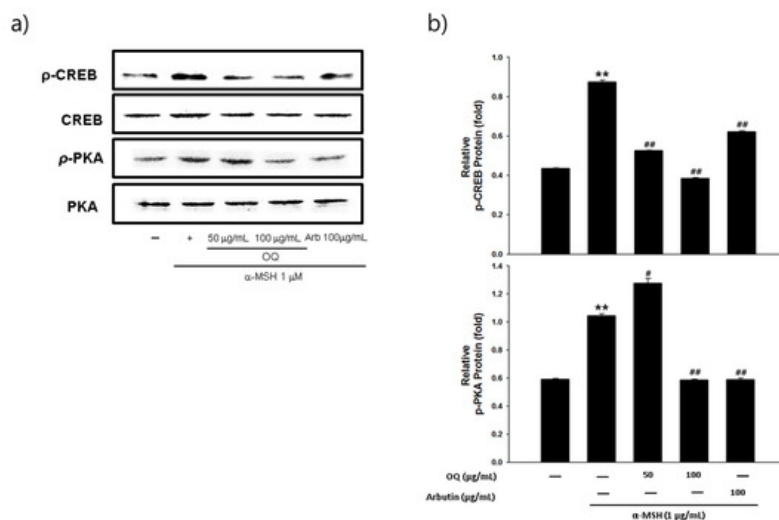 a)
ρ-CREB
CREB
ρ-PKA
PKA
− + 50 µg/mL 100 µg/mL Arb 100µg/mL
OQ
α-MSH 1 µM
b)
Relative
p-CREB Protein (fold)
1.0
0.8
0.6
0.4
0.2
0.0
**
##
##
##
Relative
p-PKA Protein (fold)
1.4
1.2
1.0
0.8
0.6
0.4
0.2
0.0
**
#
##
##
OQ (µg/mL) — — 50 100 —
Arbutin (µg/mL) — — — — 100
α-MSH (1 µg/mL)